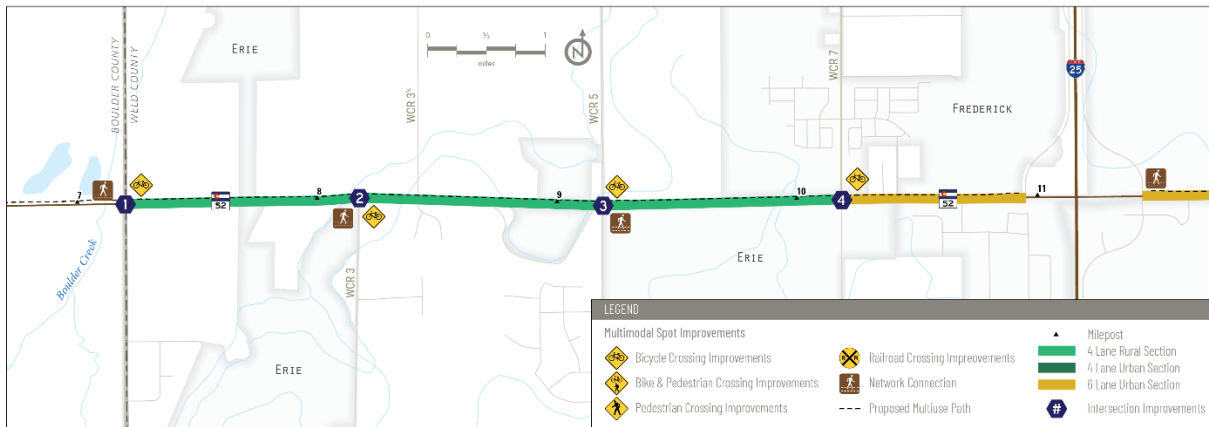 BOULDER COUNTY
WELD COUNTY
ERIE
0 ½ 1
miles
N
WCR 3½
WCR 5
WCR 7
25
FREDERICK
7
1
52
8
2
9
3
10
4
52
11
Boulder Creek
WCR 3
ERIE
ERIE
LEGEND
Multimodal Spot Improvements
Bicycle Crossing Improvements
Bike & Pedestrian Crossing Improvements
Pedestrian Crossing Improvements
R R
Railroad Crossing Impreovements
Network Connection
Proposed Multiuse Path
Milepost
4 Lane Rural Section
4 Lane Urban Section
6 Lane Urban Section
# Intersection Improvements